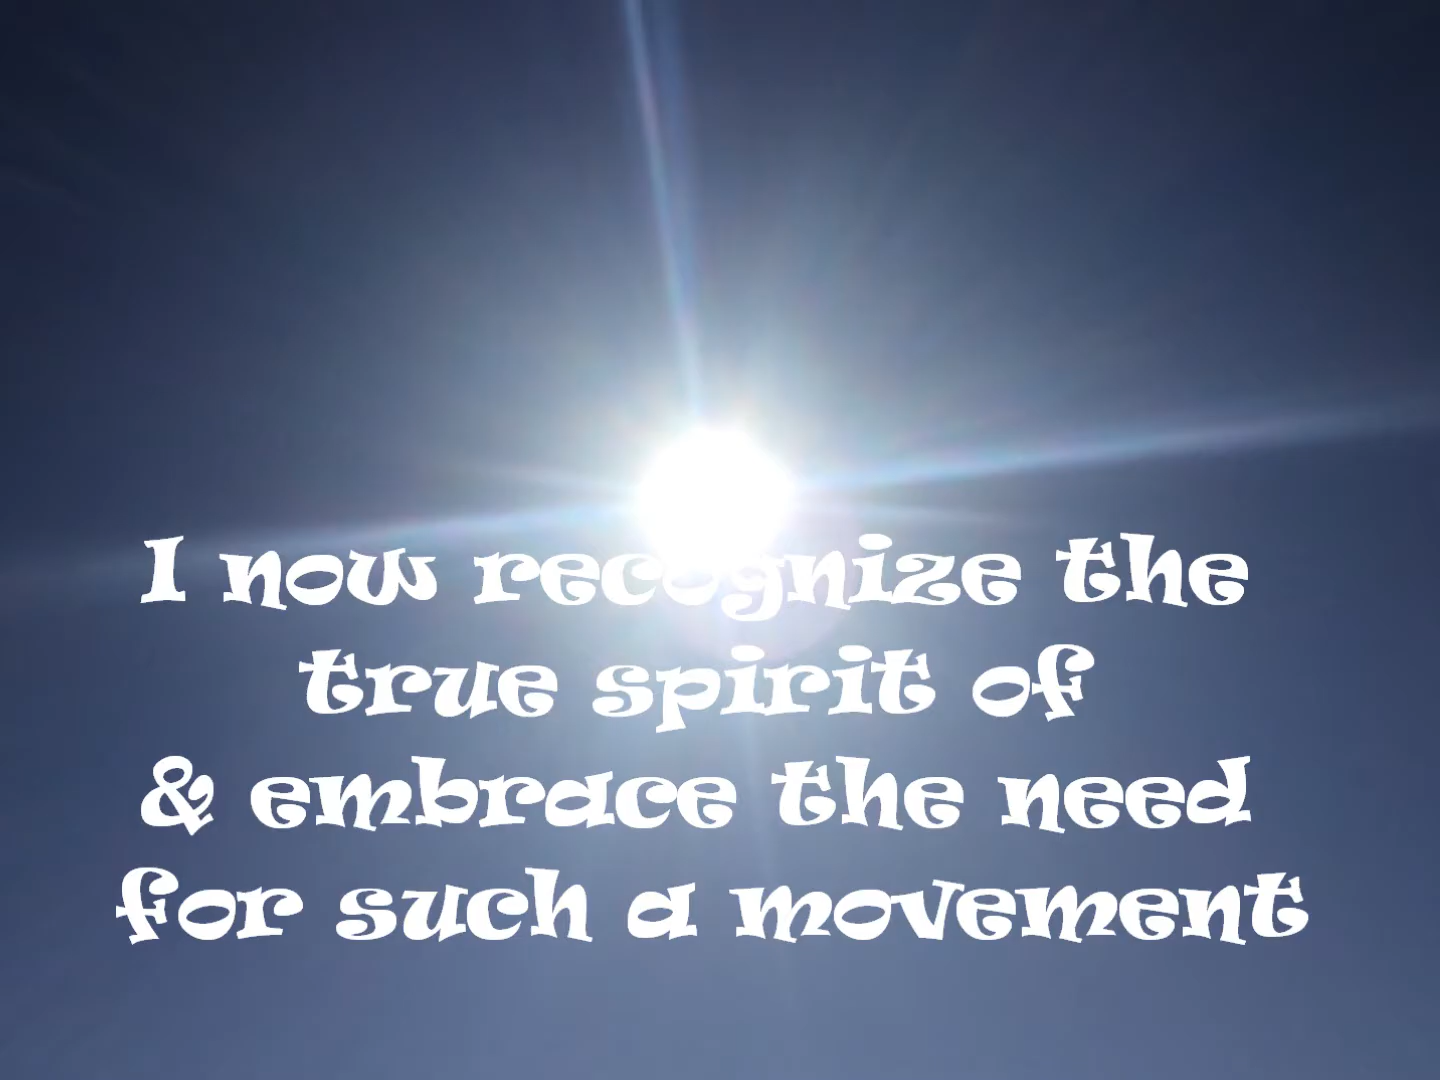 I now recognize the
true spirit of
& embrace the need
for such a movement